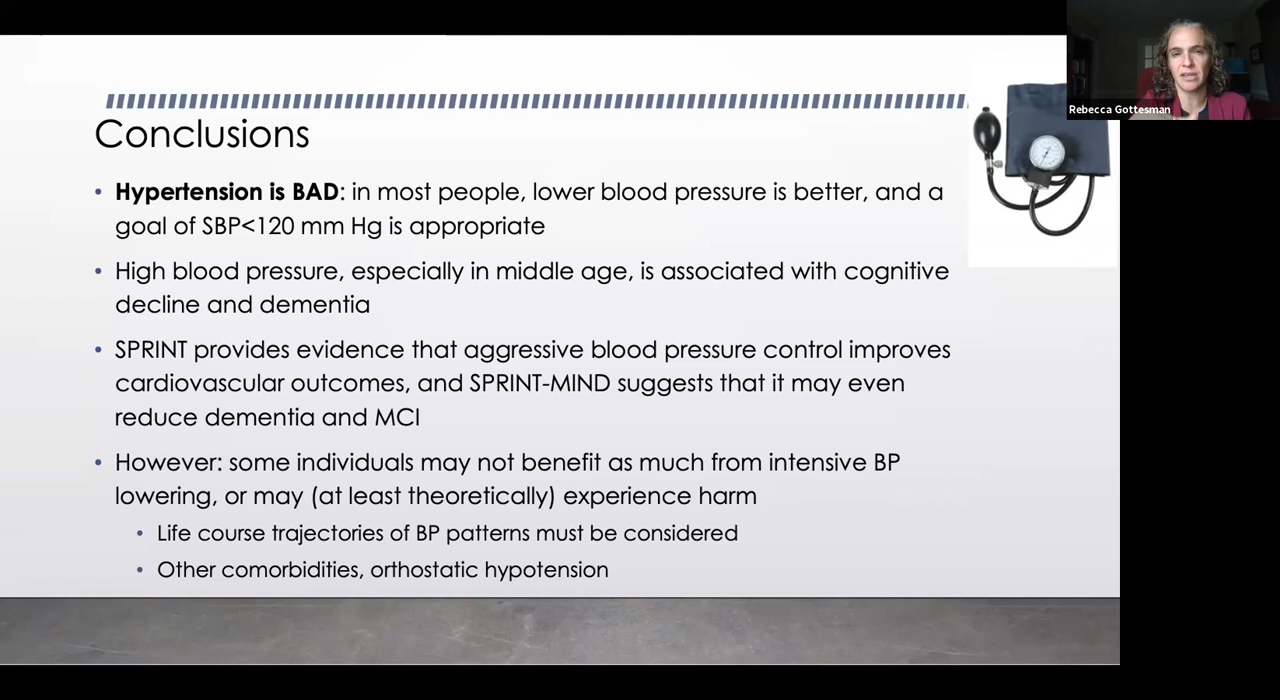 Rebecca Gottesman
Conclusions
• Hypertension is BAD: in most people, lower blood pressure is better, and a
goal of SBP<120 mm Hg is appropriate
• High blood pressure, especially in middle age, is associated with cognitive
decline and dementia
• SPRINT provides evidence that aggressive blood pressure control improves
cardiovascular outcomes, and SPRINT-MIND suggests that it may even
reduce dementia and MCI
• However: some individuals may not benefit as much from intensive BP
lowering, or may (at least theoretically) experience harm
• Life course trajectories of BP patterns must be considered
• Other comorbidities, orthostatic hypotension